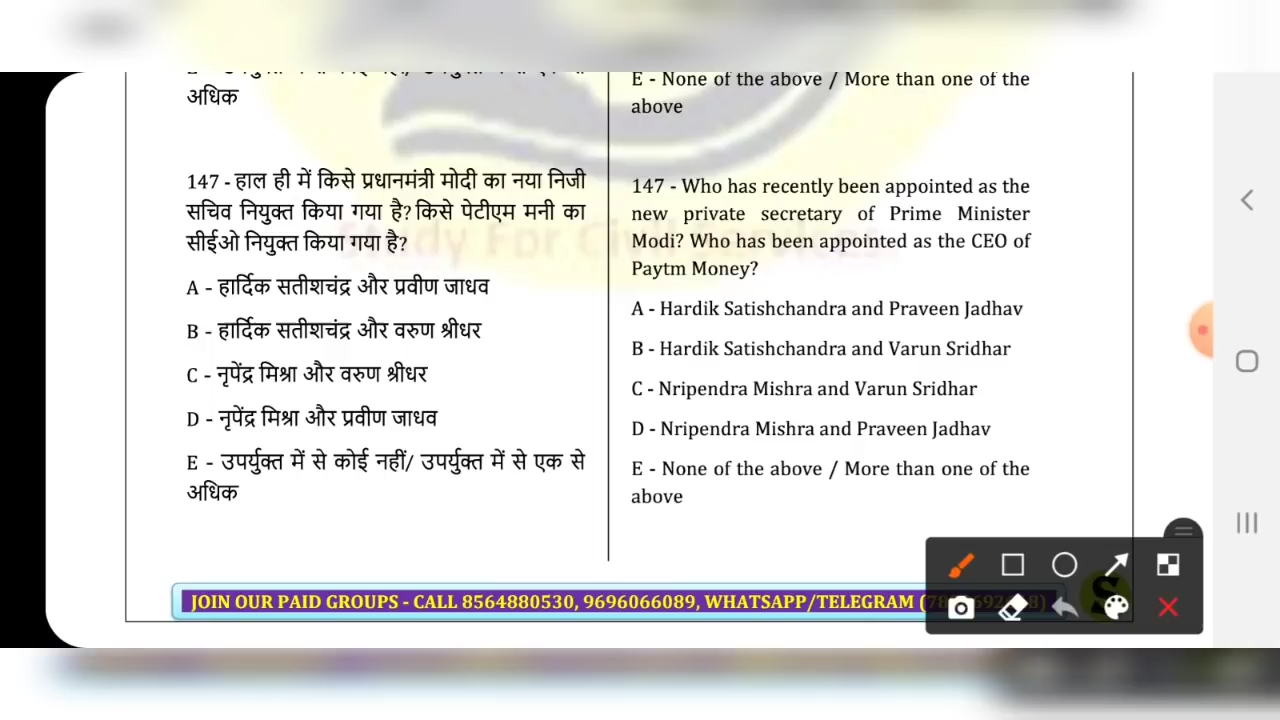 अधिक
147 - हाल ही में किसे प्रधानमंत्री मोदी का नया निजी
सचिव नियुक्त किया गया है? किसे पेटीएम मनी का
सीईओ नियुक्त किया गया है?
A - हार्दिक सतीशचंद्र और प्रवीण जाधव
B - हार्दिक सतीशचंद्र और वरुण श्रीधर
C - नृपेंद्र मिश्रा और वरुण श्रीधर
D - नृपेंद्र मिश्रा और प्रवीण जाधव
E - उपर्युक्त में से कोई नहीं/ उपर्युक्त में से एक से
अधिक
E - None of the above / More than one of the
above
147 - Who has recently been appointed as the
new private secretary of Prime Minister
Modi? Who has been appointed as the CEO of
Paytm Money?
A - Hardik Satishchandra and Praveen Jadhav
B - Hardik Satishchandra and Varun Sridhar
C - Nripendra Mishra and Varun Sridhar
D - Nripendra Mishra and Praveen Jadhav
E - None of the above / More than one of the
above
Study For Civil Services
JOIN OUR PAID GROUPS - CALL 8564880530, 9696066089, WHATSAPP/TELEGRAM